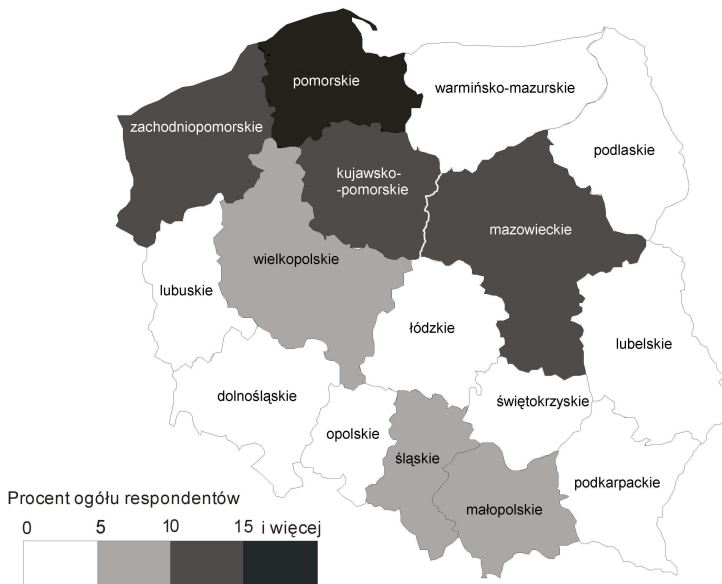 pomorskie
warmińsko-mazurskie
zachodniopomorskie
podlaskie
kujawsko-
-pomorskie
mazowieckie
wielkopolskie
lubuskie
łódzkie
lubelskie
dolnośląskie
świętokrzyskie
opolskie
śląskie
podkarpackie
małopolskie
Procent ogółu respondentów
0 5 10 15 i więcej